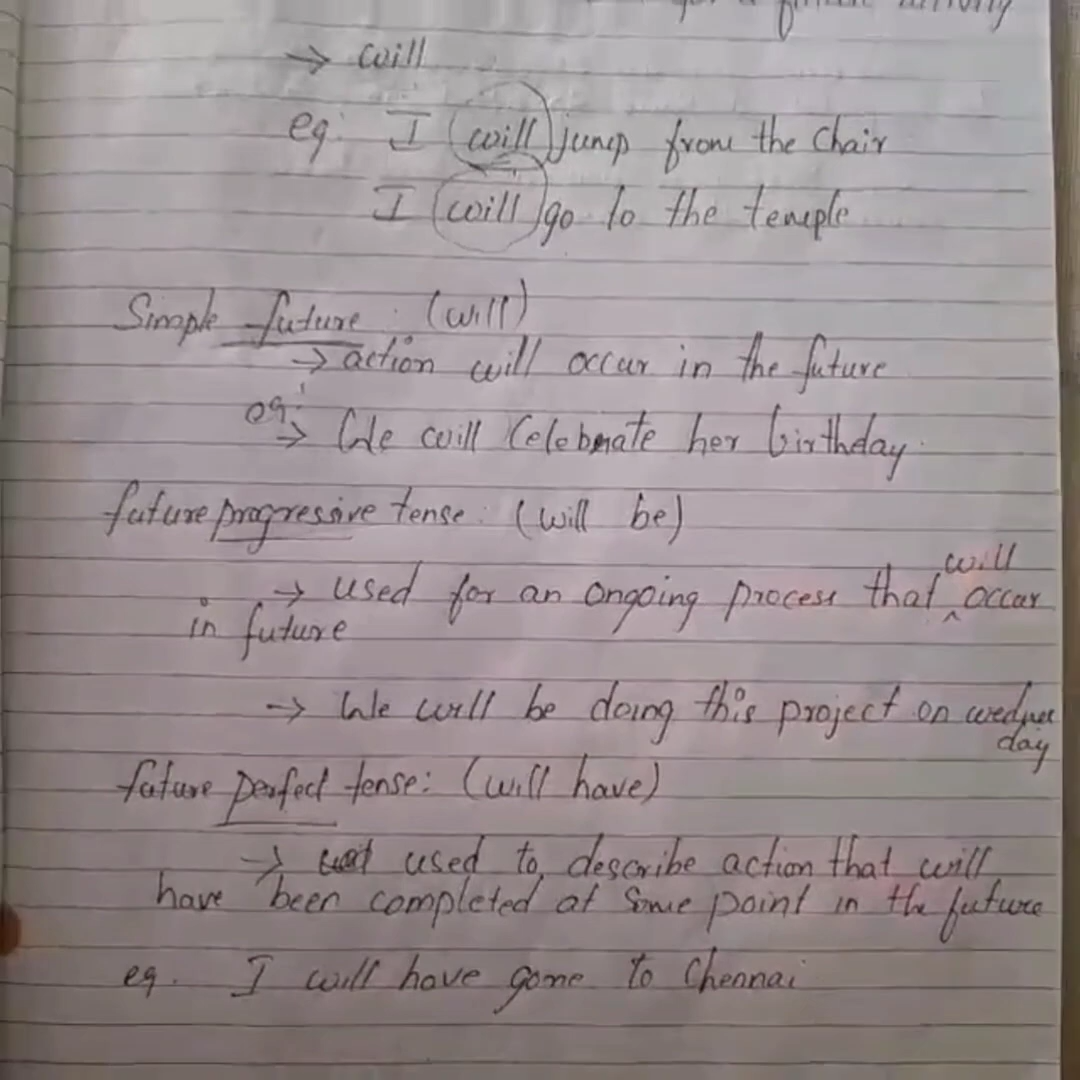 for a future activity
→ will
eg: I will jump from the chair
I will go to the temple
Simple future : (will)
→ action will occur in the future
eg:
→ We will Celebrate her birthday.
future progressive tense : (will be)
→ used for an ongoing process that will occur
in future
→ We will be doing this project on wednes
day
future perfect tense: (will have)
→ used to describe action that will
have been completed at some point in the future
eg. I will have gone to Chennai